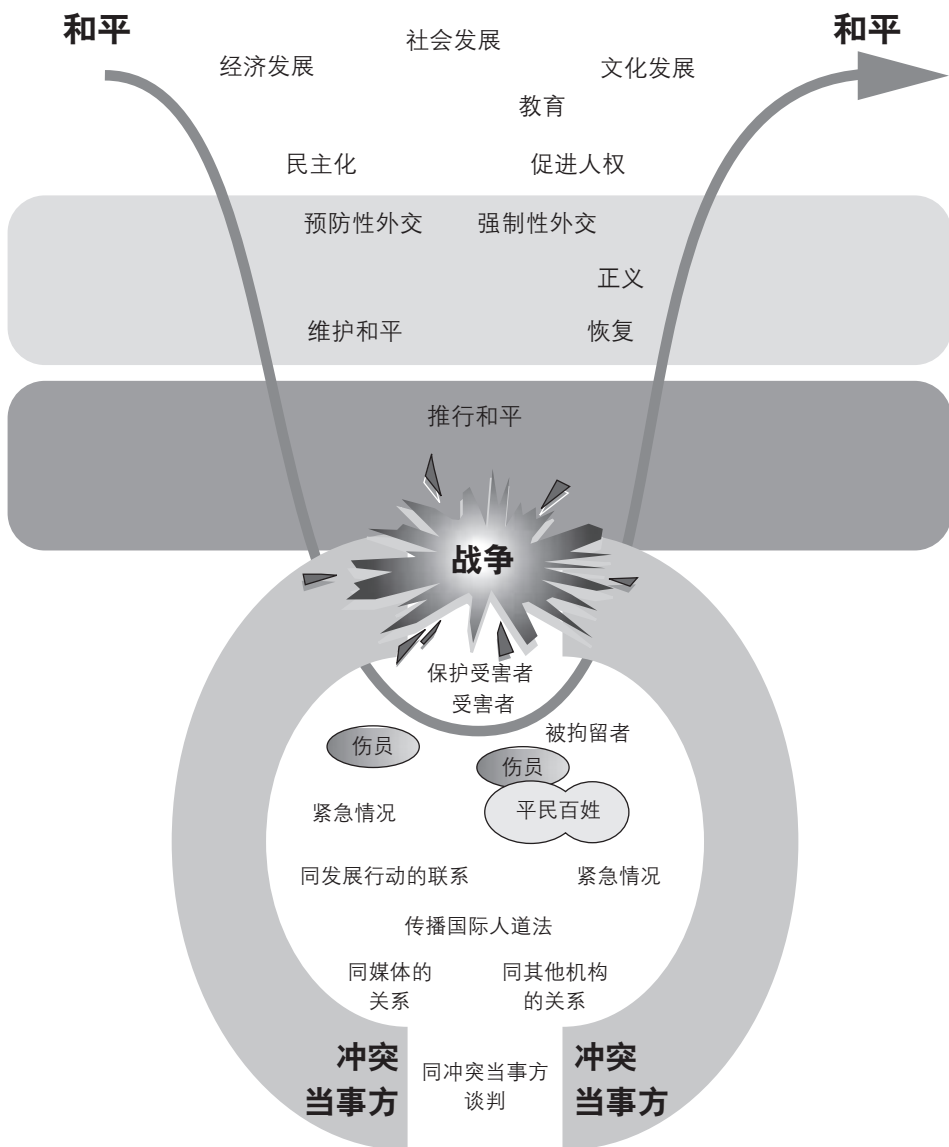 和平
和平
社会发展
经济发展
文化发展
教育
民主化
促进人权
预防性外交
强制性外交
正义
维护和平
恢复
推行和平
战争
保护受害者
受害者
被拘留者
伤员
伤员
平民百姓
紧急情况
同发展行动的联系
紧急情况
传播国际人道法
同媒体的
关系
同其他机构
的关系
冲突
当事方
同冲突当事方
谈判
冲突
当事方